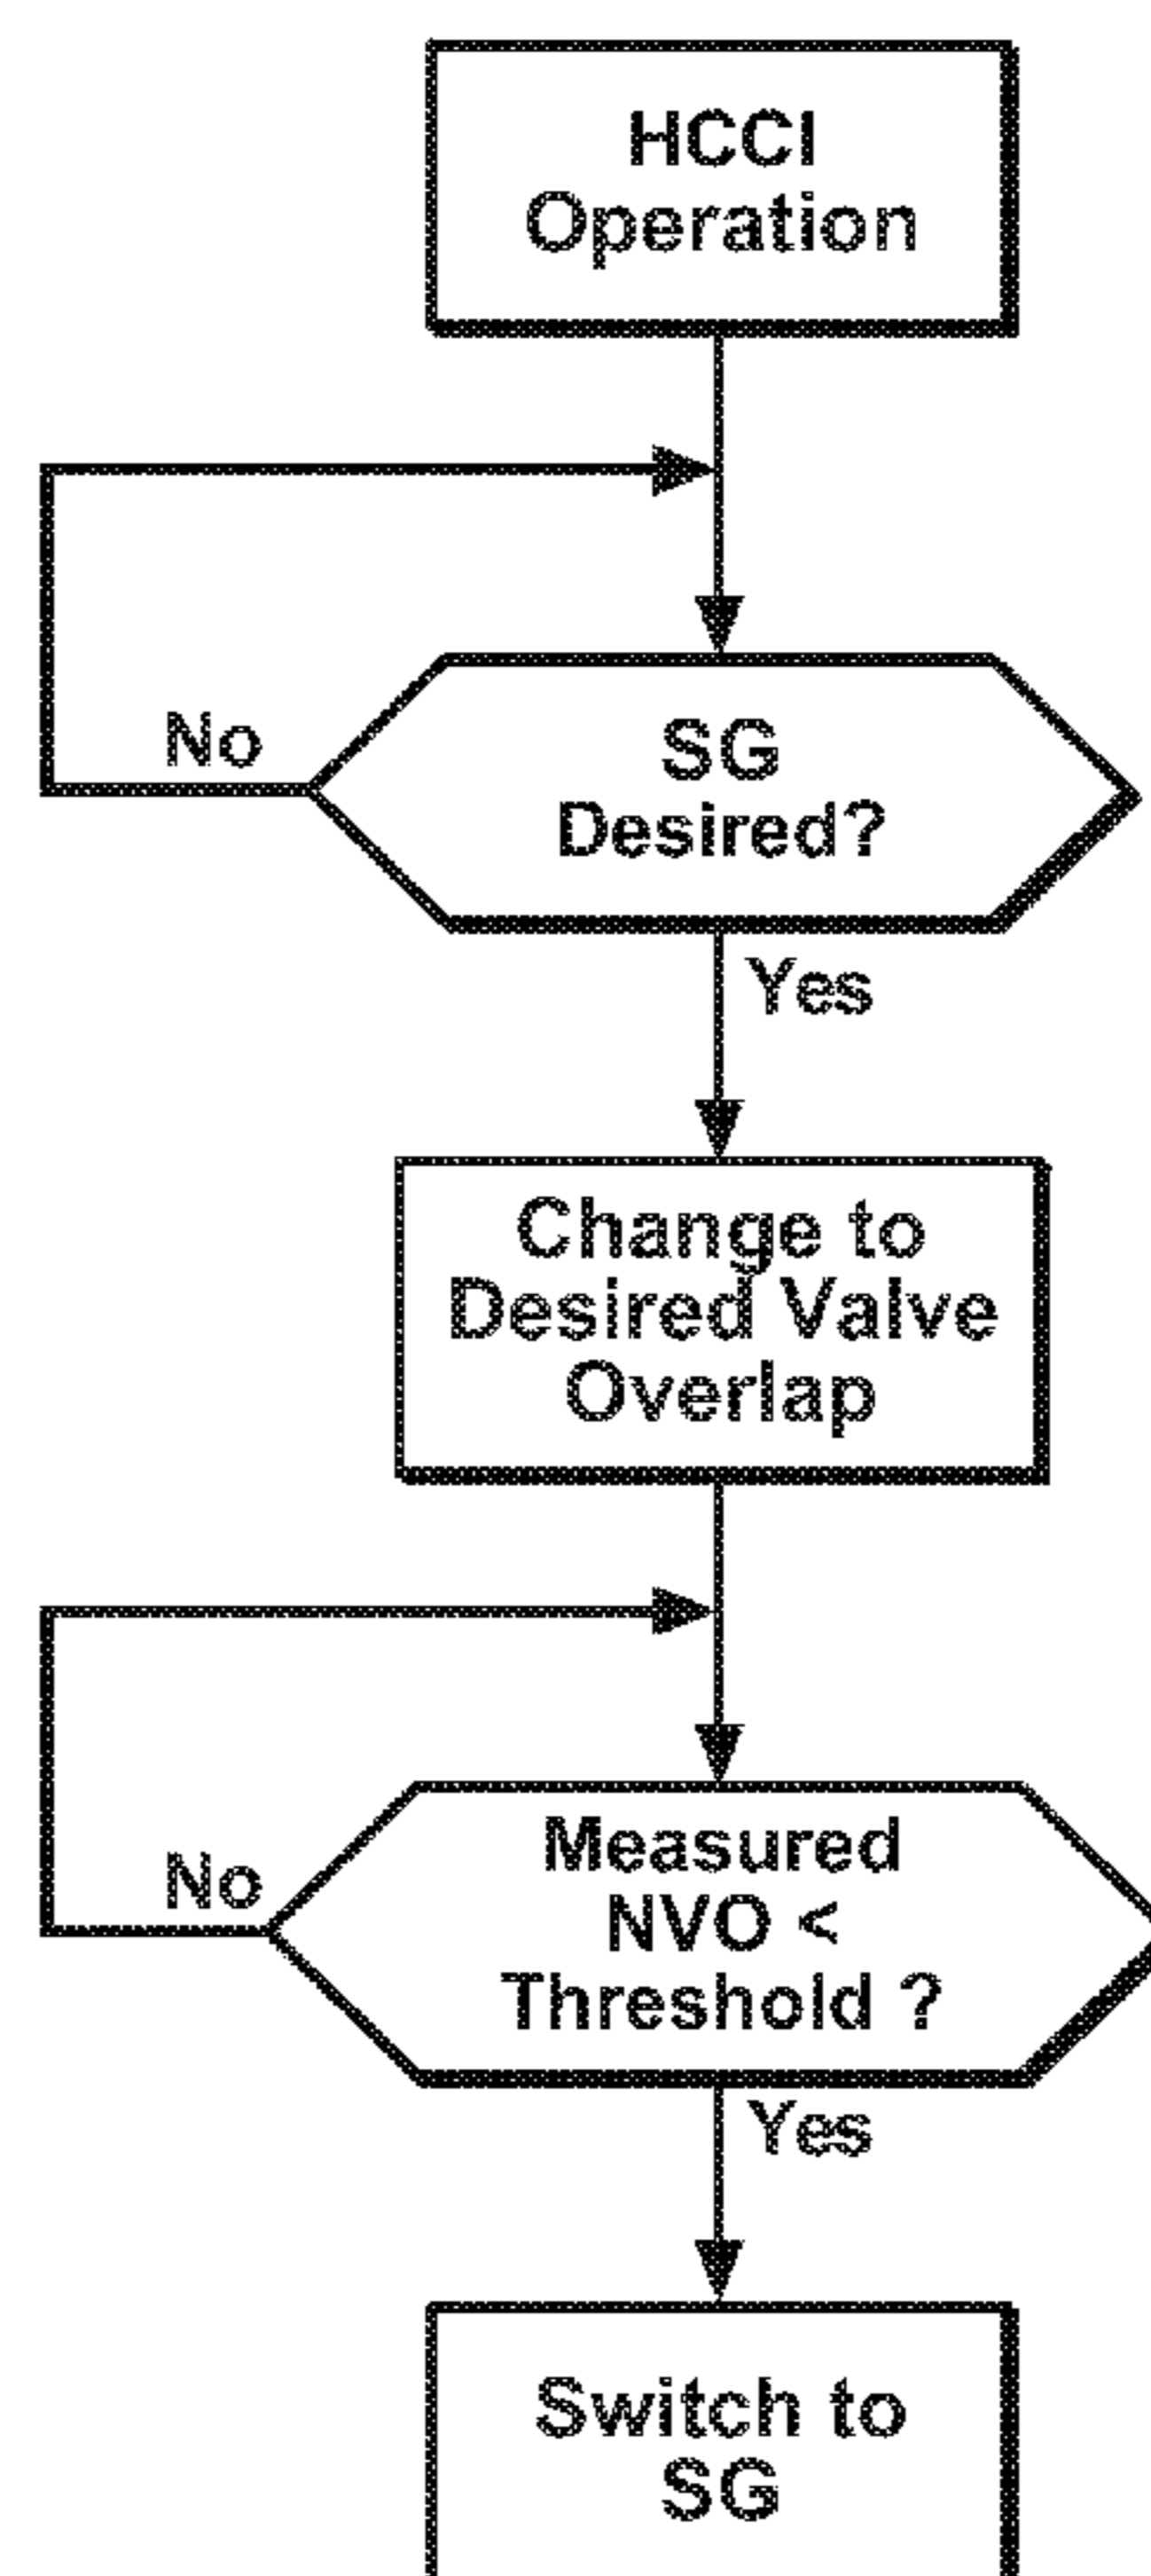 HCCI
Operation
No
SG
Desired?
Yes
Change to
Desired Valve
Overlap
No
Measured
NVO <
Threshold ?
Yes
Switch to
SG